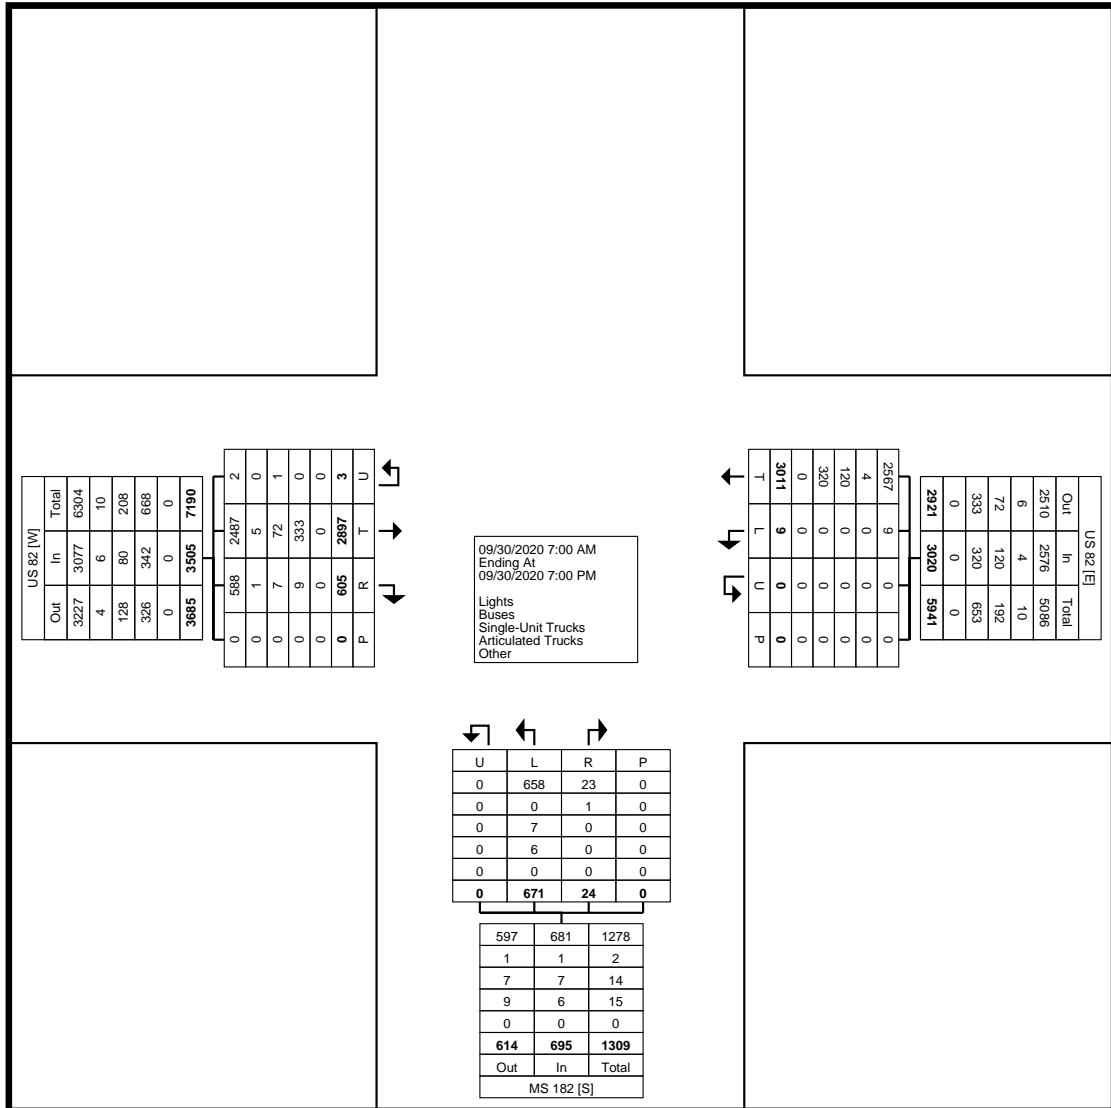 US 82 [W]
Total 6304 10 208 668 0 7190
In 3077 6 80 342 0 3505
Out 3227 4 128 326 0 3685
2 0 1 0 0 3 U
2487 5 72 333 0 2897 T
588 1 7 9 0 605 R
0 0 0 0 0 0 P
09/30/2020 7:00 AM
Ending At
09/30/2020 7:00 PM
Lights
Buses
Single-Unit Trucks
Articulated Trucks
Other
T 3011 0 320 120 4 2567
L 9 0 0 0 0 9
U 0 0 0 0 0 0
P 0 0 0 0 0 0
US 82 [E]
Out In Total
2510 2576 5086
6 4 10
72 120 192
333 320 653
0 0 0
2921 3020 5941
U L R P
0 658 23 0
0 0 1 0
0 7 0 0
0 6 0 0
0 0 0 0
0 671 24 0
597 681 1278
1 1 2
7 7 14
9 6 15
0 0 0
614 695 1309
Out In Total
MS 182 [S]